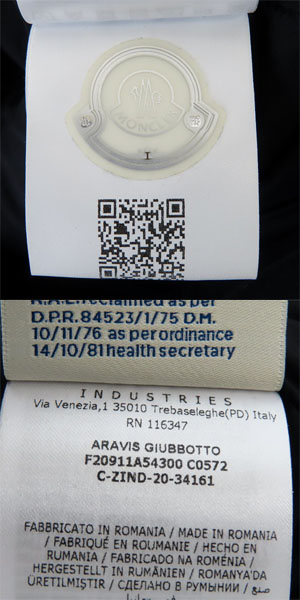 MONCLER
I
R.A.L.I. reclaimed as per
D.P.R. 84523/1/75 D.M.
10/11/76 as per ordinance
14/10/81 health secretary
INDUSTRIES
Via Venezia,1 35010 Trebaseleghe(PD) Italy
RN 116347
ARAVIS GIUBBOTTO
F20911A54300 C0572
C-ZIND-20-34161
FABBRICATO IN ROMANIA / MADE IN ROMANIA
/ FABRIQUÉ EN ROUMANIE / HECHO EN
RUMANIA / FABRICADO NA ROMÉNIA /
HERGESTELLT IN RUMÄNIEN / ROMANYA'DA
ÜRETILMIŞTIR / СДЕЛАНО В РУМЫНИИ / صنع